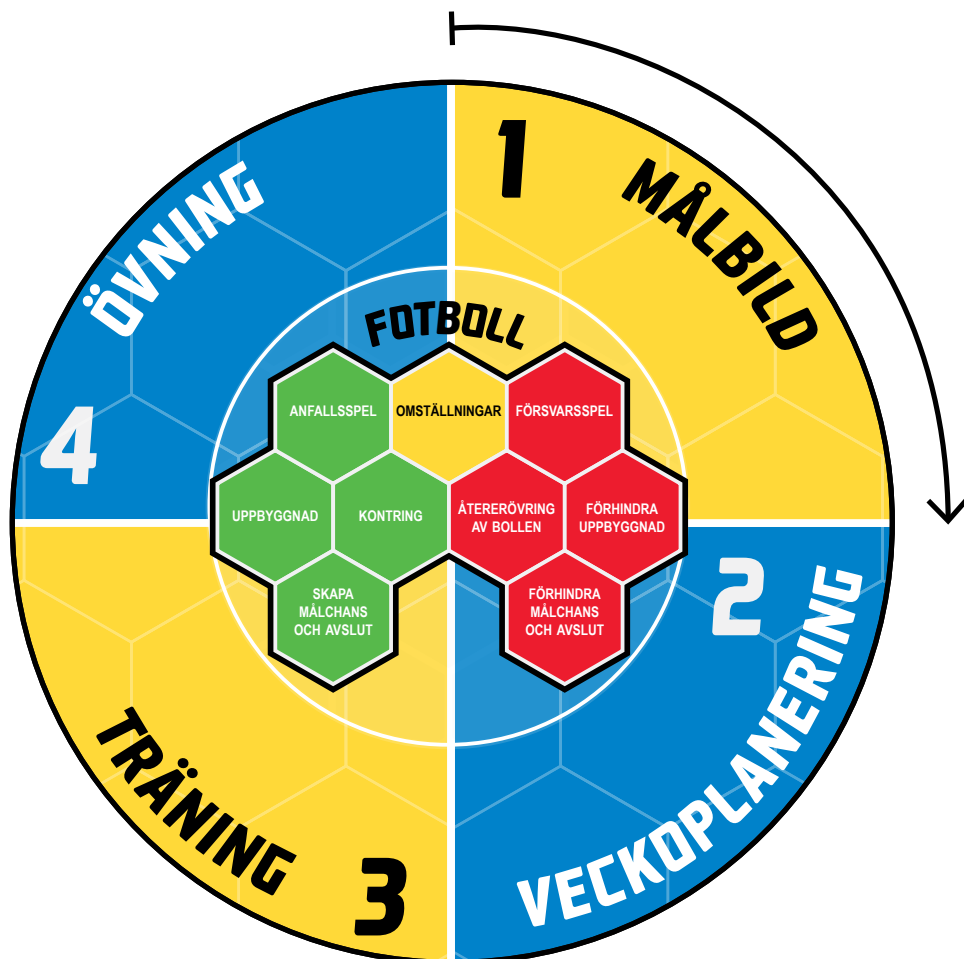 1
MÅLBILD
ÖVNING
4
FOTBOLL
ANFALLSSPEL
OMSTÄLLNINGAR
FÖRSVARSSPEL
UPPBYGGNAD
KONTRING
ÅTERERÖVRING
AV BOLLEN
FÖRHINDRA
UPPBYGGNAD
SKAPA
MÅLCHANS
OCH AVSLUT
FÖRHINDRA
MÅLCHANS
OCH AVSLUT
2
VECKOPLANERING
TRÄNING
3